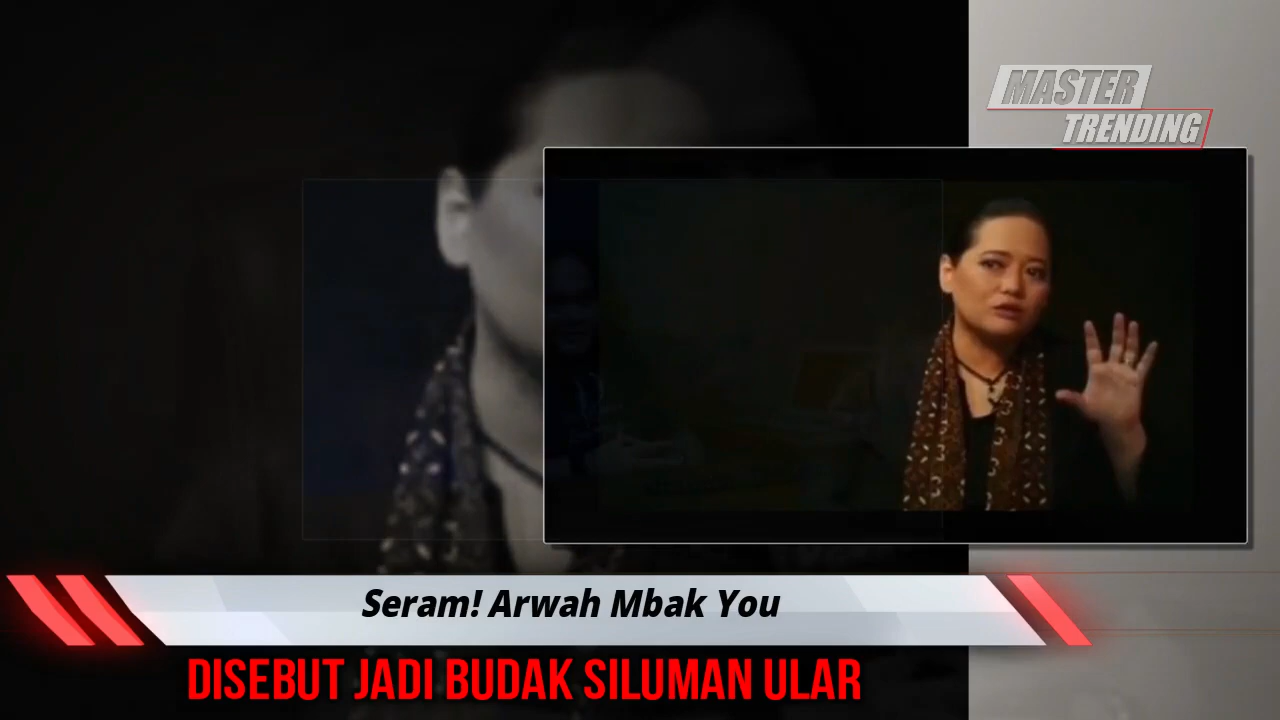 MASTER
TRENDING
Seram! Arwah Mbak You
DISEBUT JADI BUDAK SILUMAN ULAR